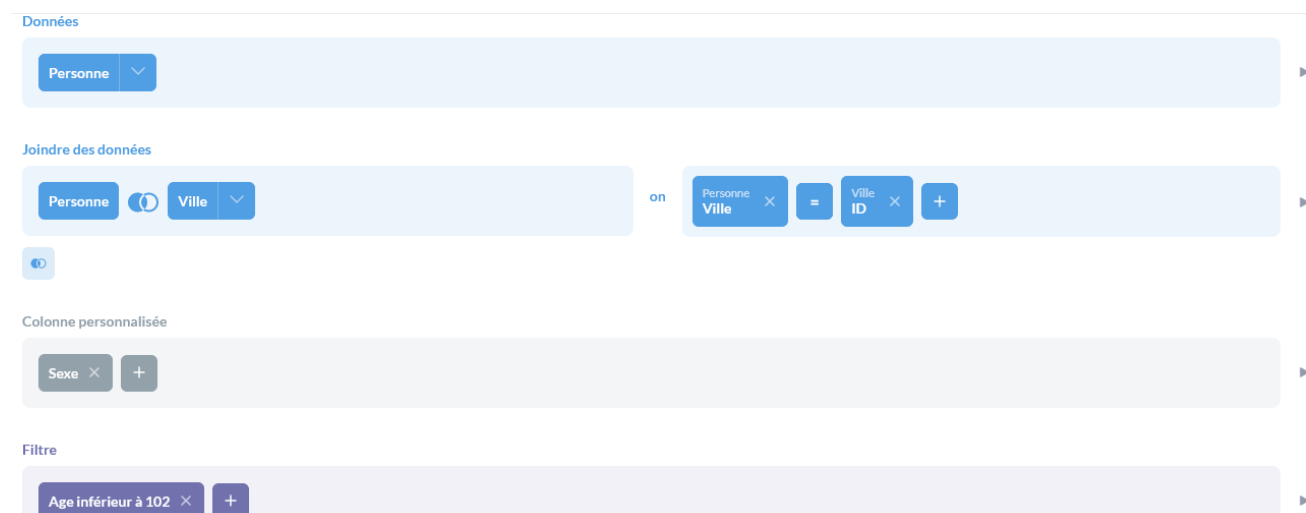 Données
Personne
Joindre des données
Personne Ville on Personne Ville = Ville ID +
Colonne personnalisée
Sexe +
Filtre
Age inférieur à 102 +